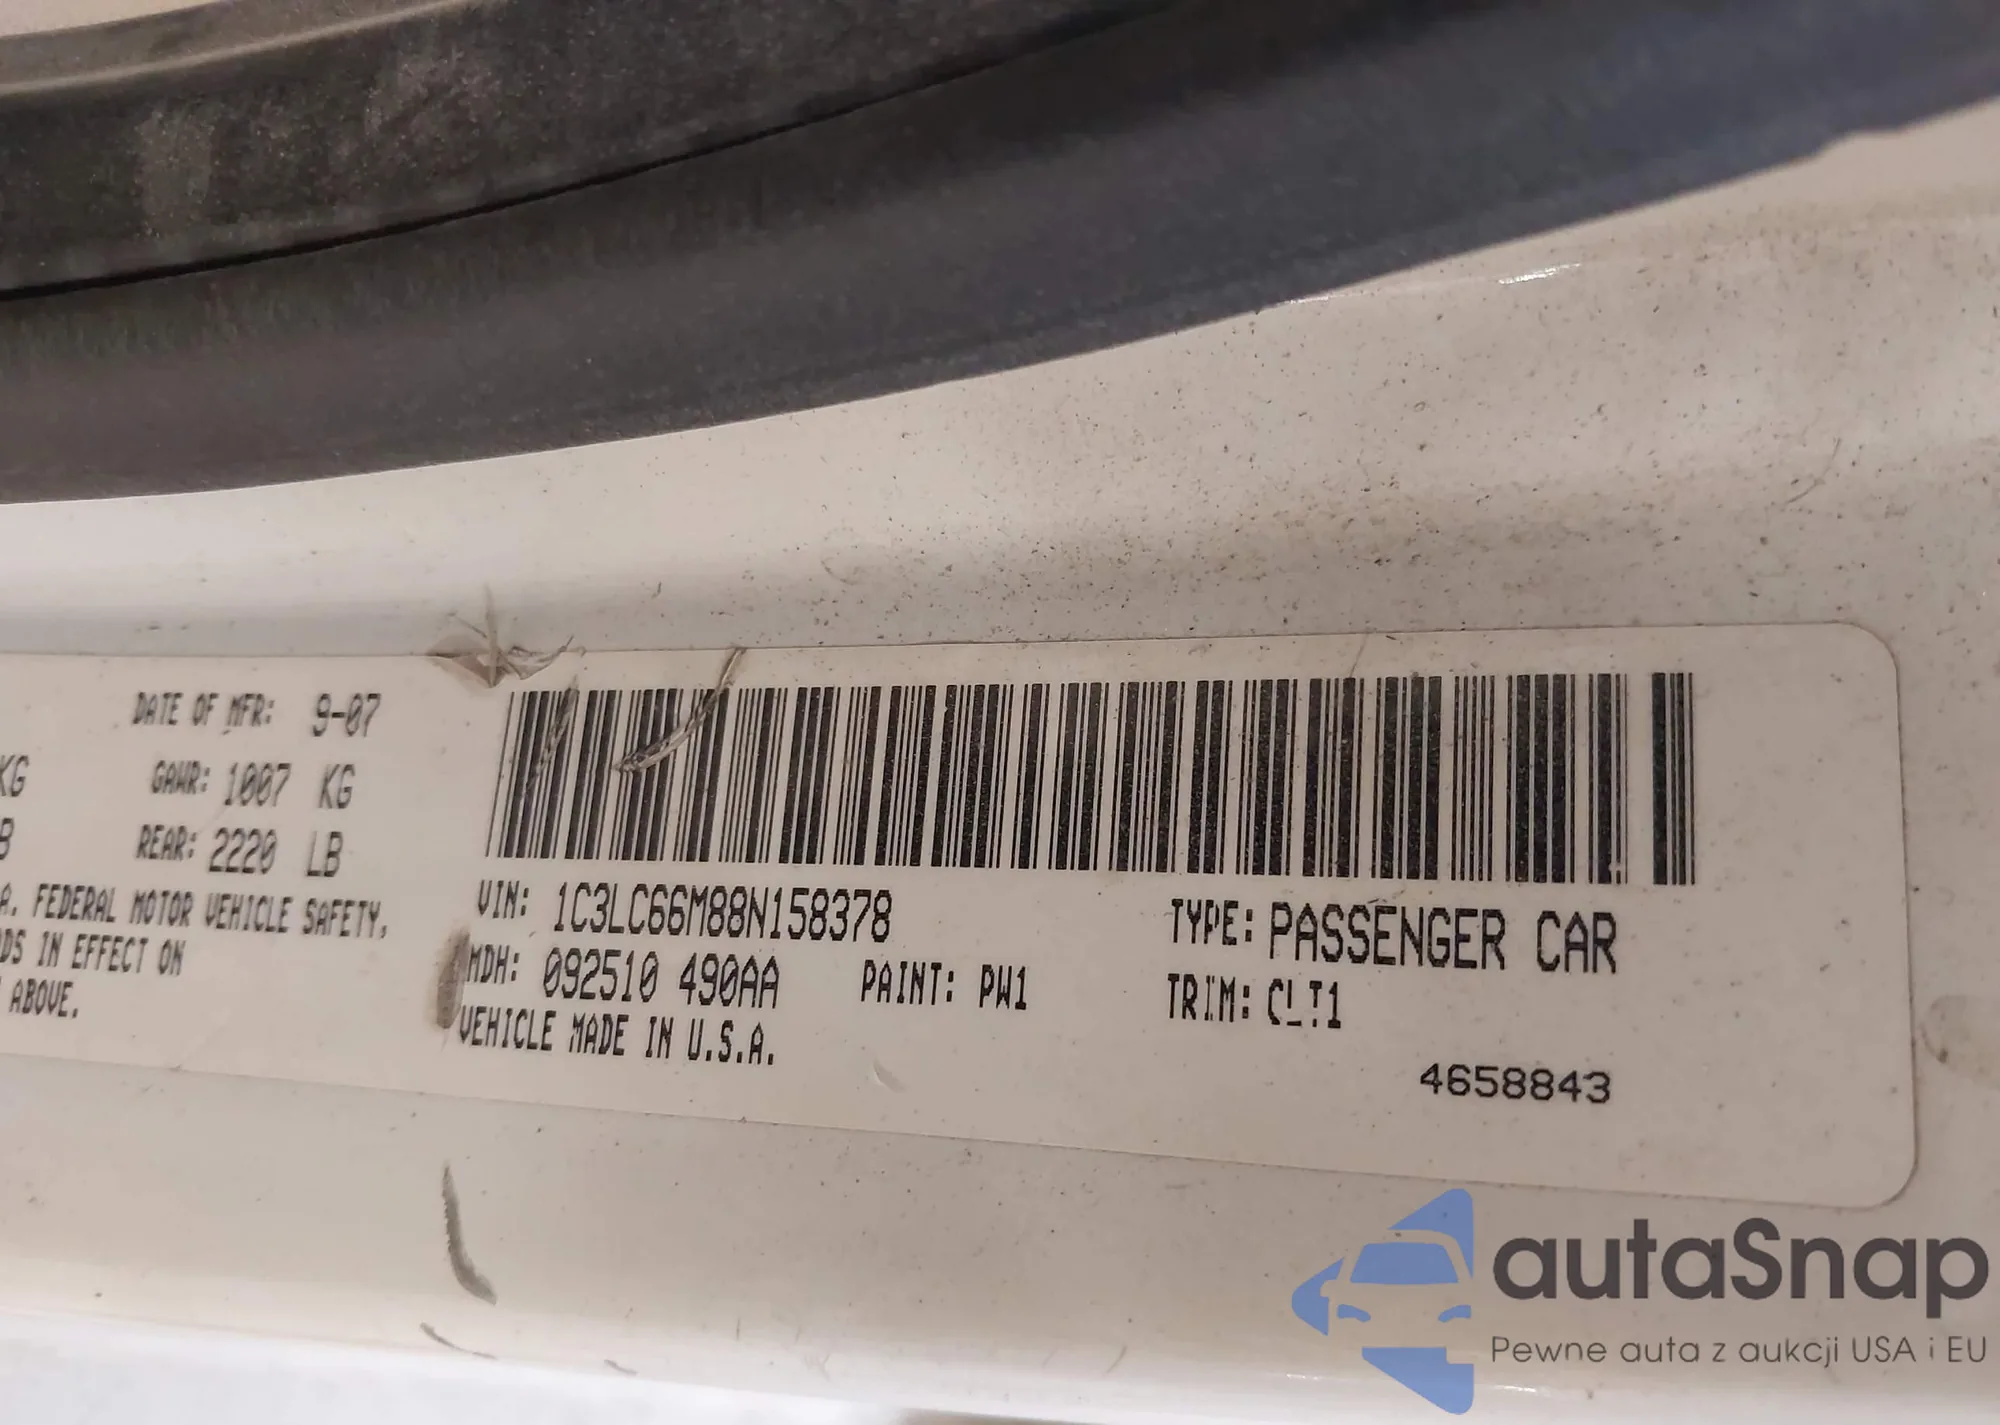 DATE OF MFR: 9-07
KG GAWR: 1007 KG
B REAR: 2220 LB
A. FEDERAL MOTOR VEHICLE SAFETY,
DS IN EFFECT ON
ABOVE.
VIN: 1C3LC66M88N158378
TYPE: PASSENGER CAR
MDH: 092510 490AA PAINT: PW1
TRIM: CLT1
VEHICLE MADE IN U.S.A.
4658843
autaSnap
Pewne auta z aukcji USA i EU